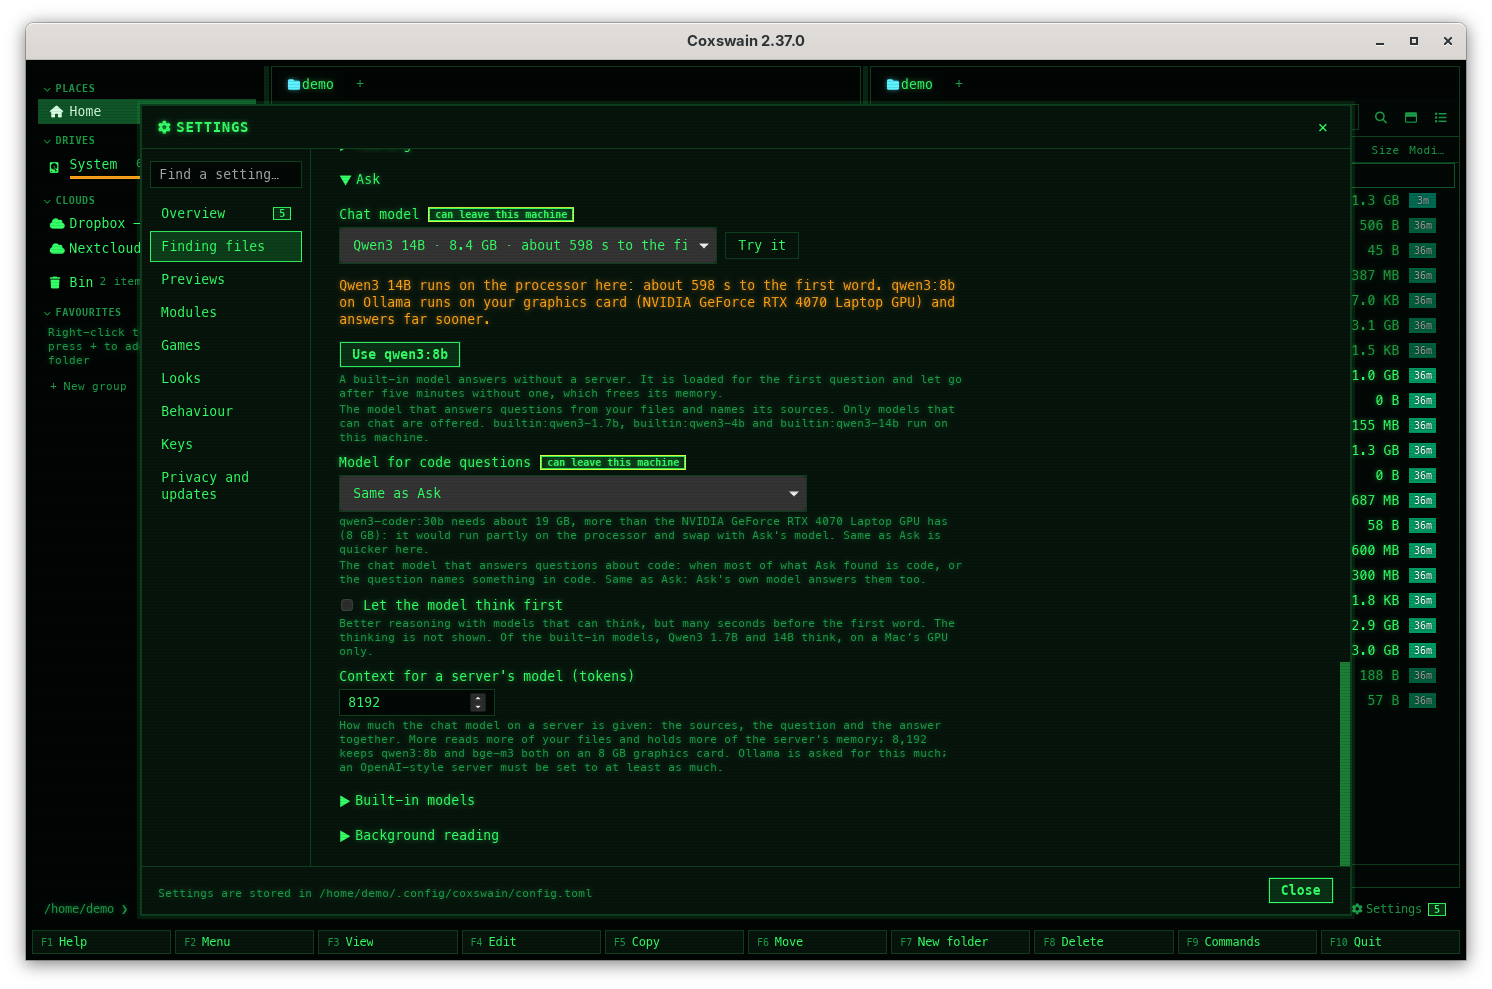 Coxswain 2.37.0
PLACES
Home
DRIVES
System
CLOUDS
Dropbox
Nextcloud
Bin 2 item
FAVOURITES
Right-click t
press + to ad
folder
+ New group
demo +
demo +
Size Modi…
SETTINGS
Find a setting…
Overview 5
Finding files
Previews
Modules
Games
Looks
Behaviour
Keys
Privacy and
updates
Ask
Chat model can leave this machine
Qwen3 14B · 8.4 GB · about 598 s to the fi
Try it
Qwen3 14B runs on the processor here: about 598 s to the first word. qwen3:8b
on Ollama runs on your graphics card (NVIDIA GeForce RTX 4070 Laptop GPU) and
answers far sooner.
Use qwen3:8b
A built-in model answers without a server. It is loaded for the first question and let go
after five minutes without one, which frees its memory.
The model that answers questions from your files and names its sources. Only models that
can chat are offered. builtin:qwen3-1.7b, builtin:qwen3-4b and builtin:qwen3-14b run on
this machine.
Model for code questions can leave this machine
Same as Ask
qwen3-coder:30b needs about 19 GB, more than the NVIDIA GeForce RTX 4070 Laptop GPU has
(8 GB): it would run partly on the processor and swap with Ask's model. Same as Ask is
quicker here.
The chat model that answers questions about code: when most of what Ask found is code, or
the question names something in code. Same as Ask: Ask's own model answers them too.
Let the model think first
Better reasoning with models that can think, but many seconds before the first word. The
thinking is not shown. Of the built-in models, Qwen3 1.7B and 14B think, on a Mac's GPU
only.
Context for a server's model (tokens)
8192
How much the chat model on a server is given: the sources, the question and the answer
together. More reads more of your files and holds more of the server's memory; 8,192
keeps qwen3:8b and bge-m3 both on an 8 GB graphics card. Ollama is asked for this much;
an OpenAI-style server must be set to at least as much.
Built-in models
Background reading
Settings are stored in /home/demo/.config/coxswain/config.toml
Close
1.3 GB 3m
506 B 36m
45 B 36m
387 MB 36m
7.0 KB 36m
3.1 GB 36m
1.5 KB 36m
1.0 GB 36m
0 B 36m
155 MB 36m
1.3 GB 36m
0 B 36m
687 MB 36m
58 B 36m
600 MB 36m
300 MB 36m
1.8 KB 36m
2.9 GB 36m
3.0 GB 36m
188 B 36m
57 B 36m
/home/demo ❯
Settings 5
F1 Help
F2 Menu
F3 View
F4 Edit
F5 Copy
F6 Move
F7 New folder
F8 Delete
F9 Commands
F10 Quit